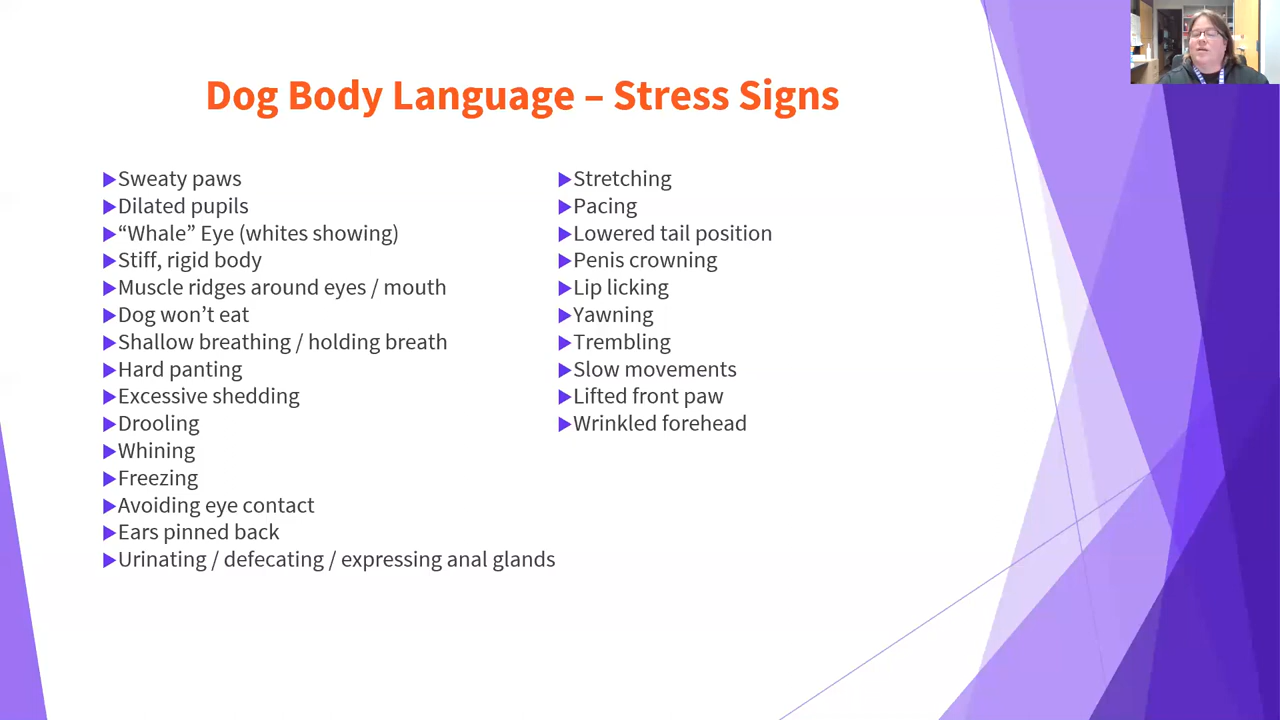 Dog Body Language – Stress Signs
Sweaty paws
Dilated pupils
“Whale” Eye (whites showing)
Stiff, rigid body
Muscle ridges around eyes / mouth
Dog won’t eat
Shallow breathing / holding breath
Hard panting
Excessive shedding
Drooling
Whining
Freezing
Avoiding eye contact
Ears pinned back
Urinating / defecating / expressing anal glands
Stretching
Pacing
Lowered tail position
Penis crowning
Lip licking
Yawning
Trembling
Slow movements
Lifted front paw
Wrinkled forehead